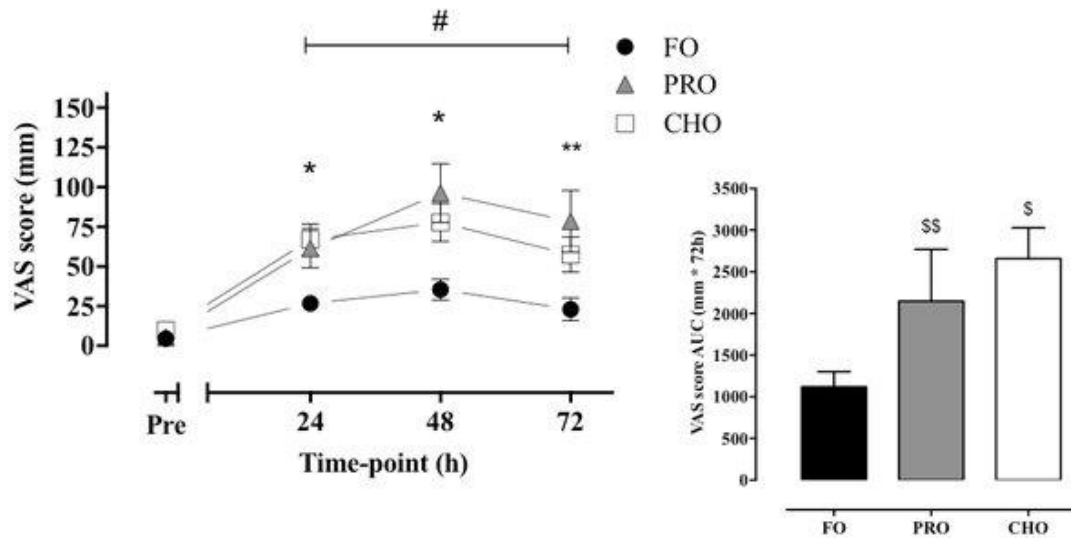 #
FO
PRO
CHO
VAS score (mm)
150
125
100
75
50
25
0
*
*
**
Pre
24
48
72
Time-point (h)
VAS score AUC (mm * 72h)
3500
3000
2500
2000
1500
1000
500
0
$$
$
FO
PRO
CHO